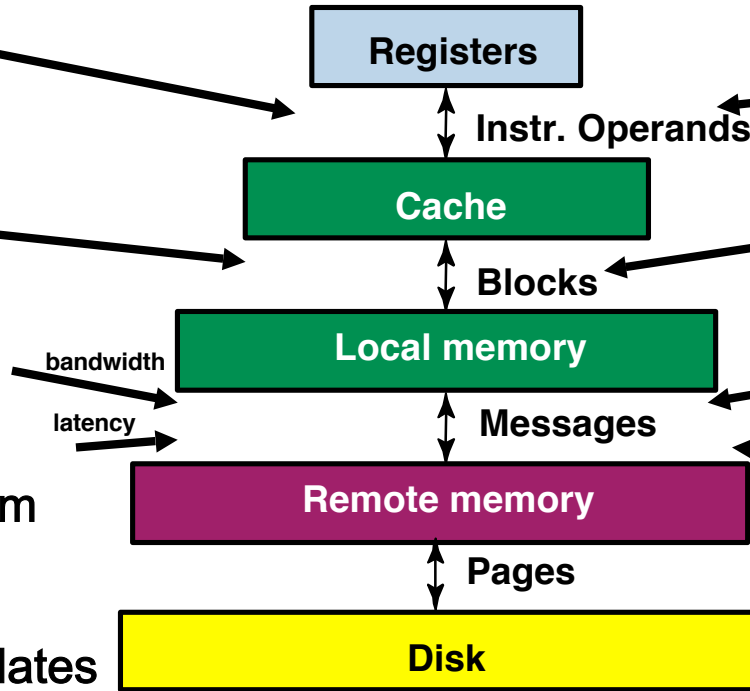 Registers
Instr. Operands
Cache
Blocks
Local memory
bandwidth
latency
Messages
m
Remote memory
Pages
lates
Disk